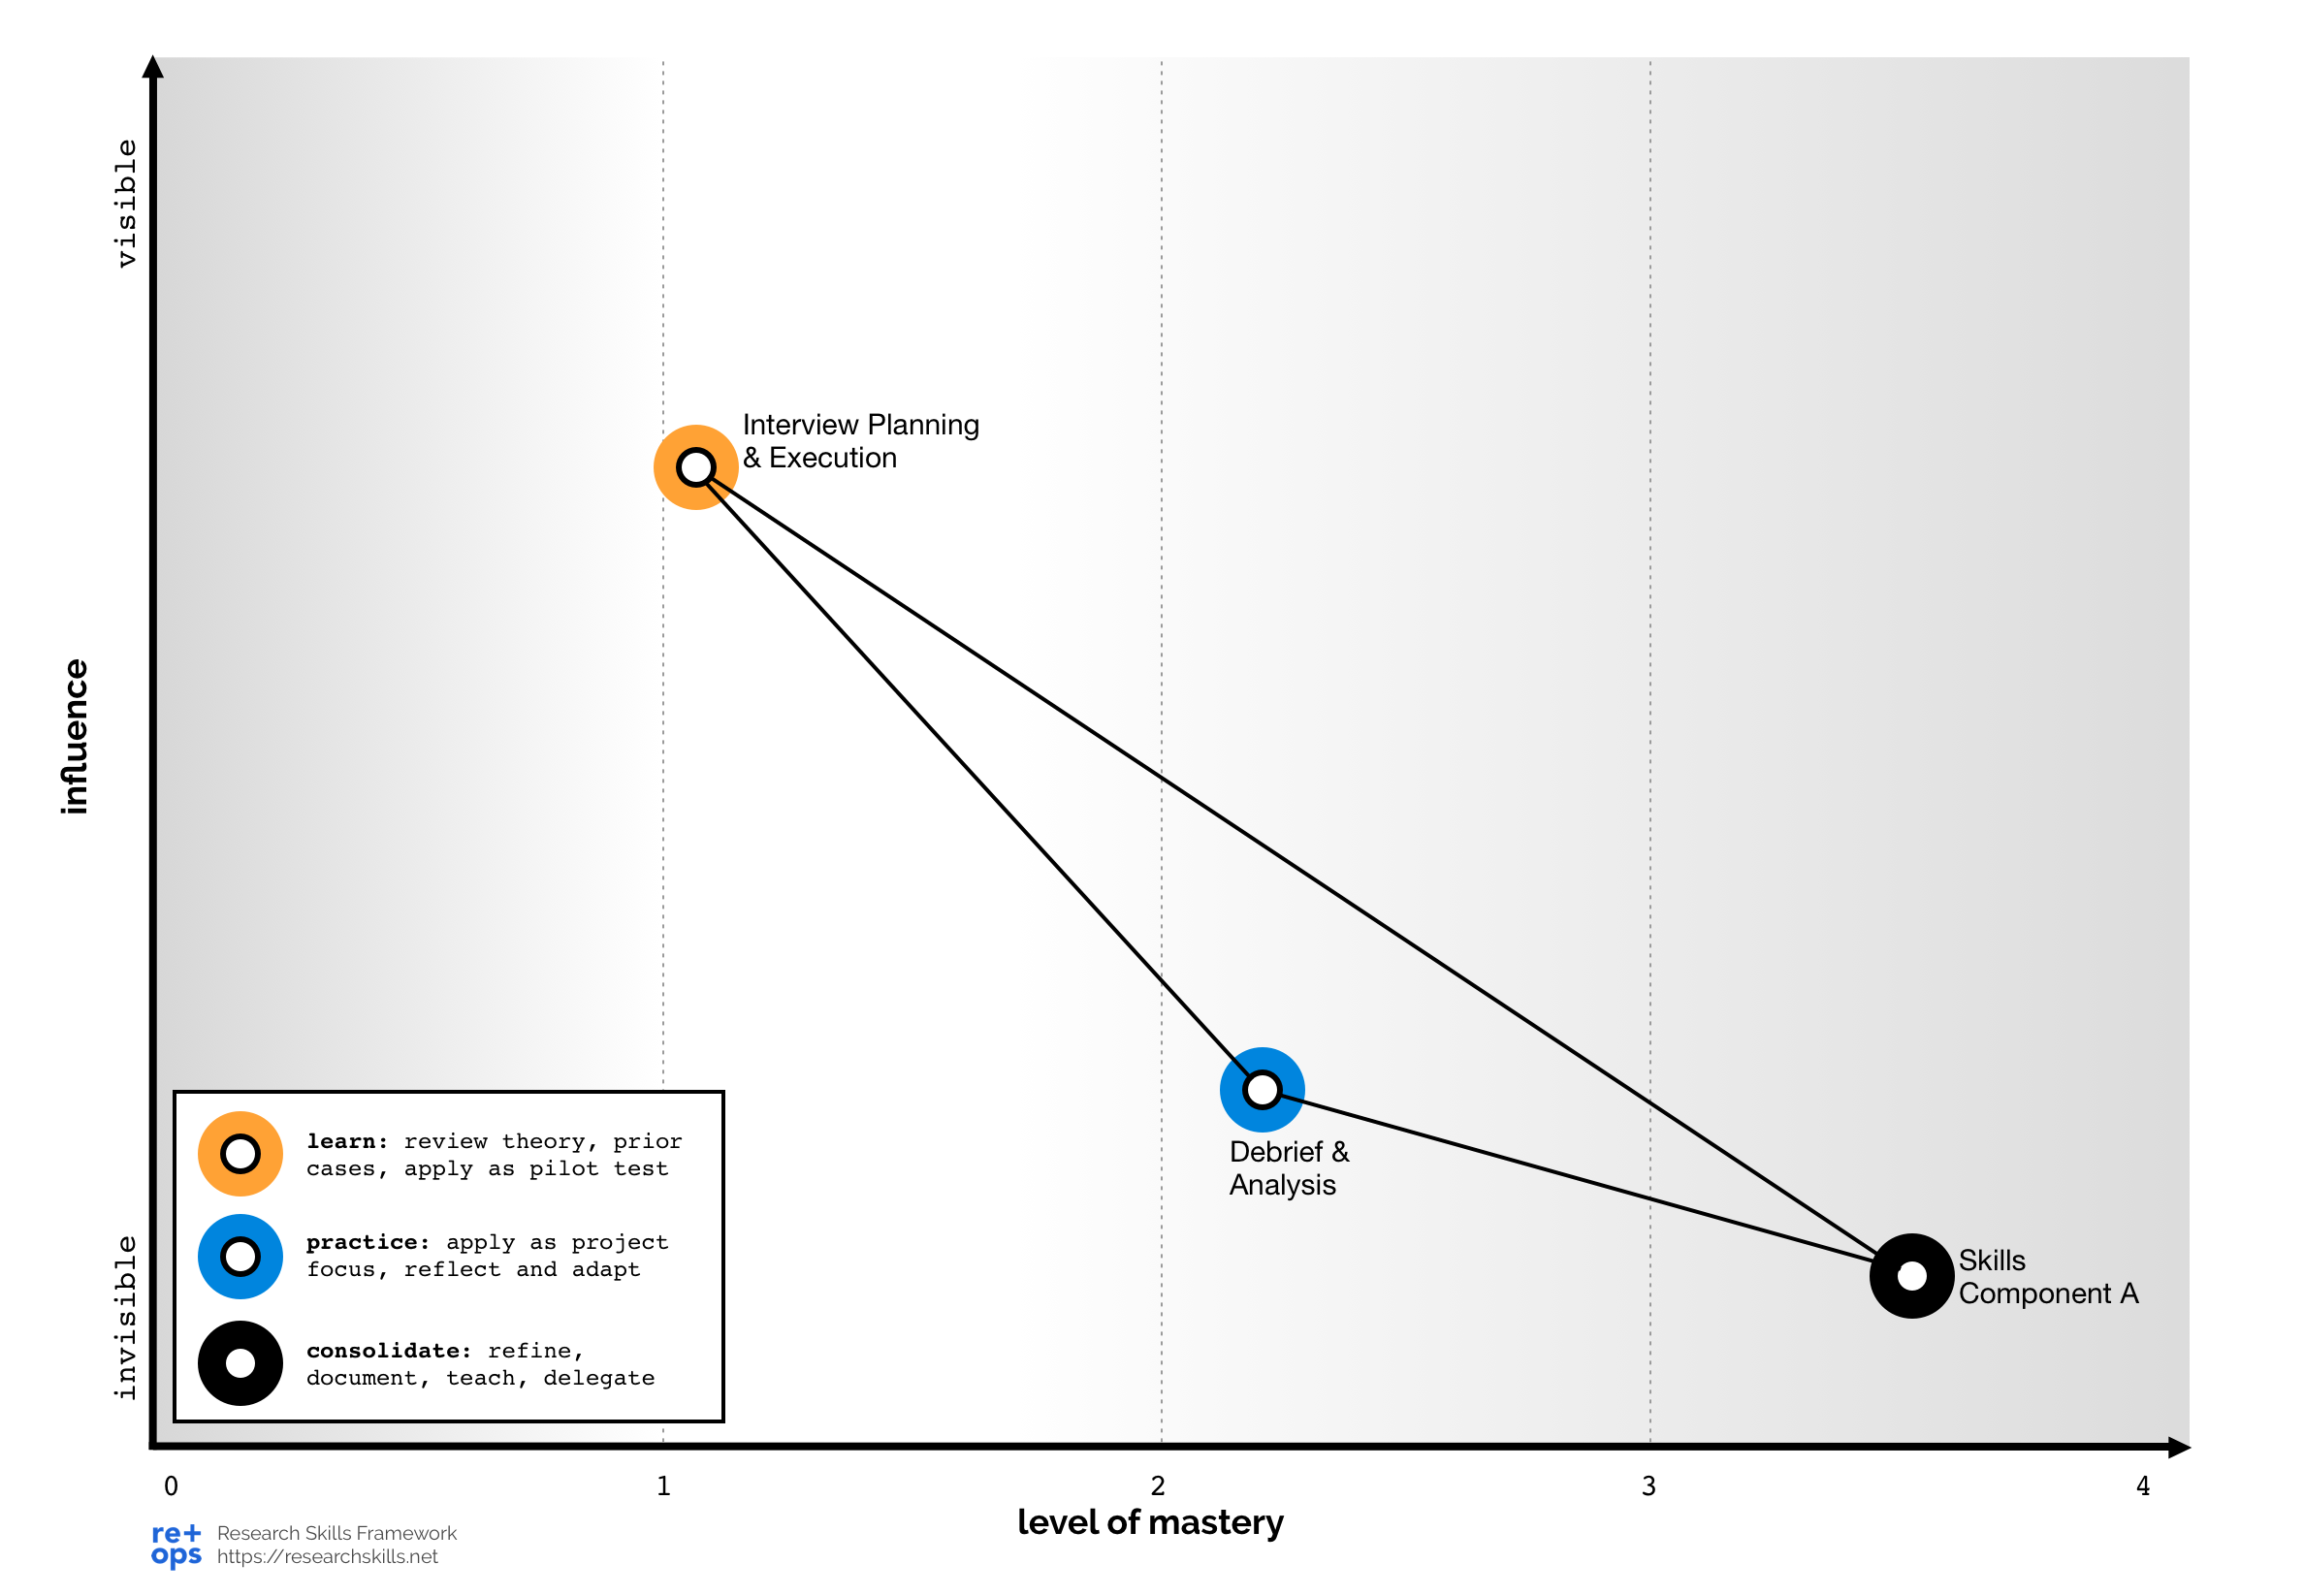 visible
influence
invisible
Interview Planning
& Execution
Debrief &
Analysis
Skills
Component A
learn: review theory, prior
cases, apply as pilot test
practice: apply as project
focus, reflect and adapt
consolidate: refine,
document, teach, delegate
0 1 2 3 4
level of mastery
re+
ops
Research Skills Framework
https://researchskills.net